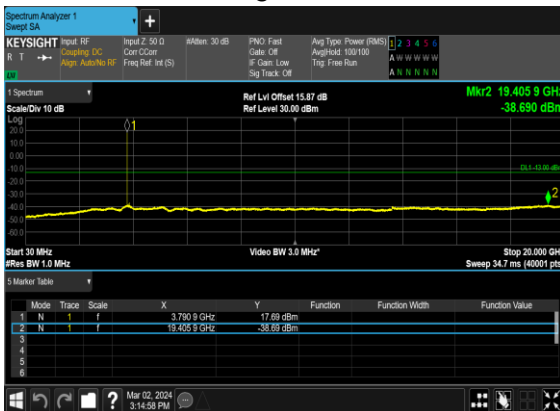 Spectrum Analyzer 1
Swept SA
KEYSIGHT Input: RF Input Z: 50 Ω #Atten: 30 dB PNO: Fast Avg Type: Power (RMS) 1 2 3 4 5 6
R T Coupling: DC Corr CCorr Gate: Off Avg|Hold: 100/100 A W W W W W
Align: Auto/No RF Freq Ref: Int (S) IF Gain: Low Trig: Free Run
Sig Track: Off A N N N N N
LV
1 Spectrum Ref Lvl Offset 15.87 dB Mkr2 19.405 9 GHz
Scale/Div 10 dB Ref Level 30.00 dBm -38.690 dBm
Log
20.0 1
10.0
0.00
-10.0 DL1 -13.00 dBm
-20.0
-30.0 2
-40.0
-50.0
-60.0
Start 30 MHz Video BW 3.0 MHz* Stop 20.000 GH
#Res BW 1.0 MHz Sweep 34.7 ms (40001 pts
5 Marker Table
Mode Trace Scale X Y Function Function Width Function Value
1 N 1 f 3.790 9 GHz 17.69 dBm
2 N 1 f 19.405 9 GHz -38.69 dBm
3
4
5
6
? Mar 02, 2024
3:14:58 PM